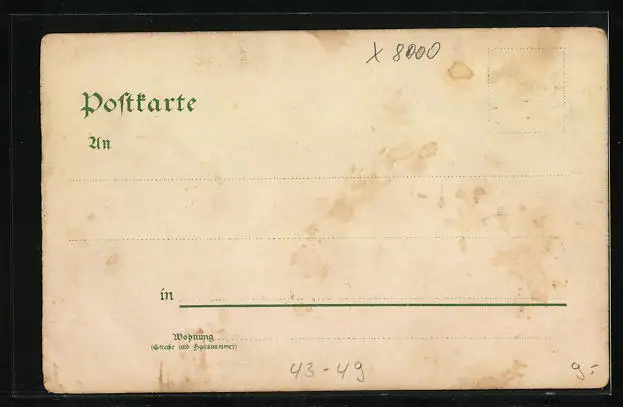 X 8000
Postkarte
An
in
Wohnung
(Straße und Hausnummer)
43-49
9.-